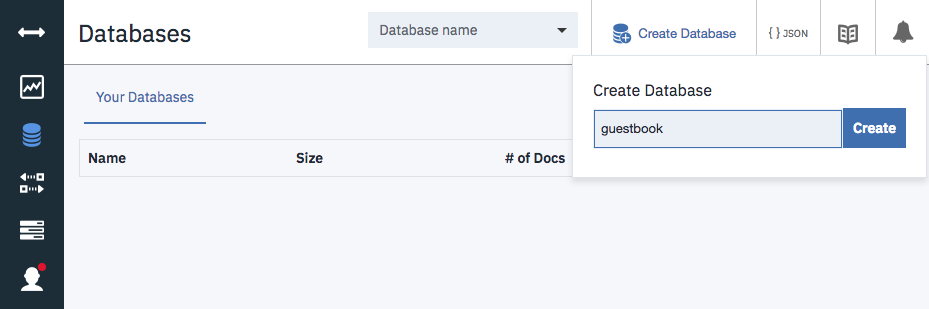 Databases
Database name
Create Database
{ } JSON
Your Databases
Create Database
guestbook
Create
Name Size # of Docs